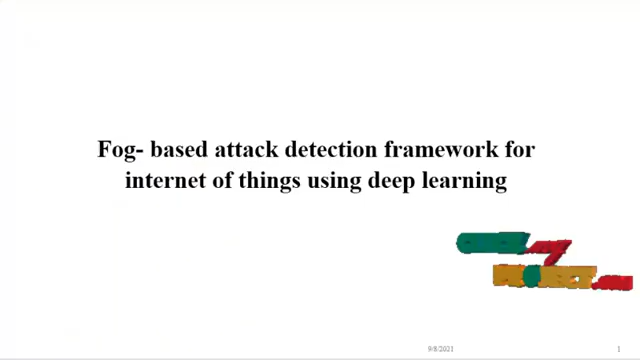 Fog- based attack detection framework for
internet of things using deep learning
9/8/2021
1